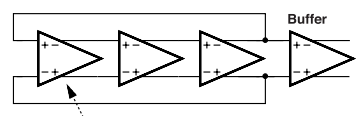 Buffer
+ − + − + − + −
− + − + − + − +